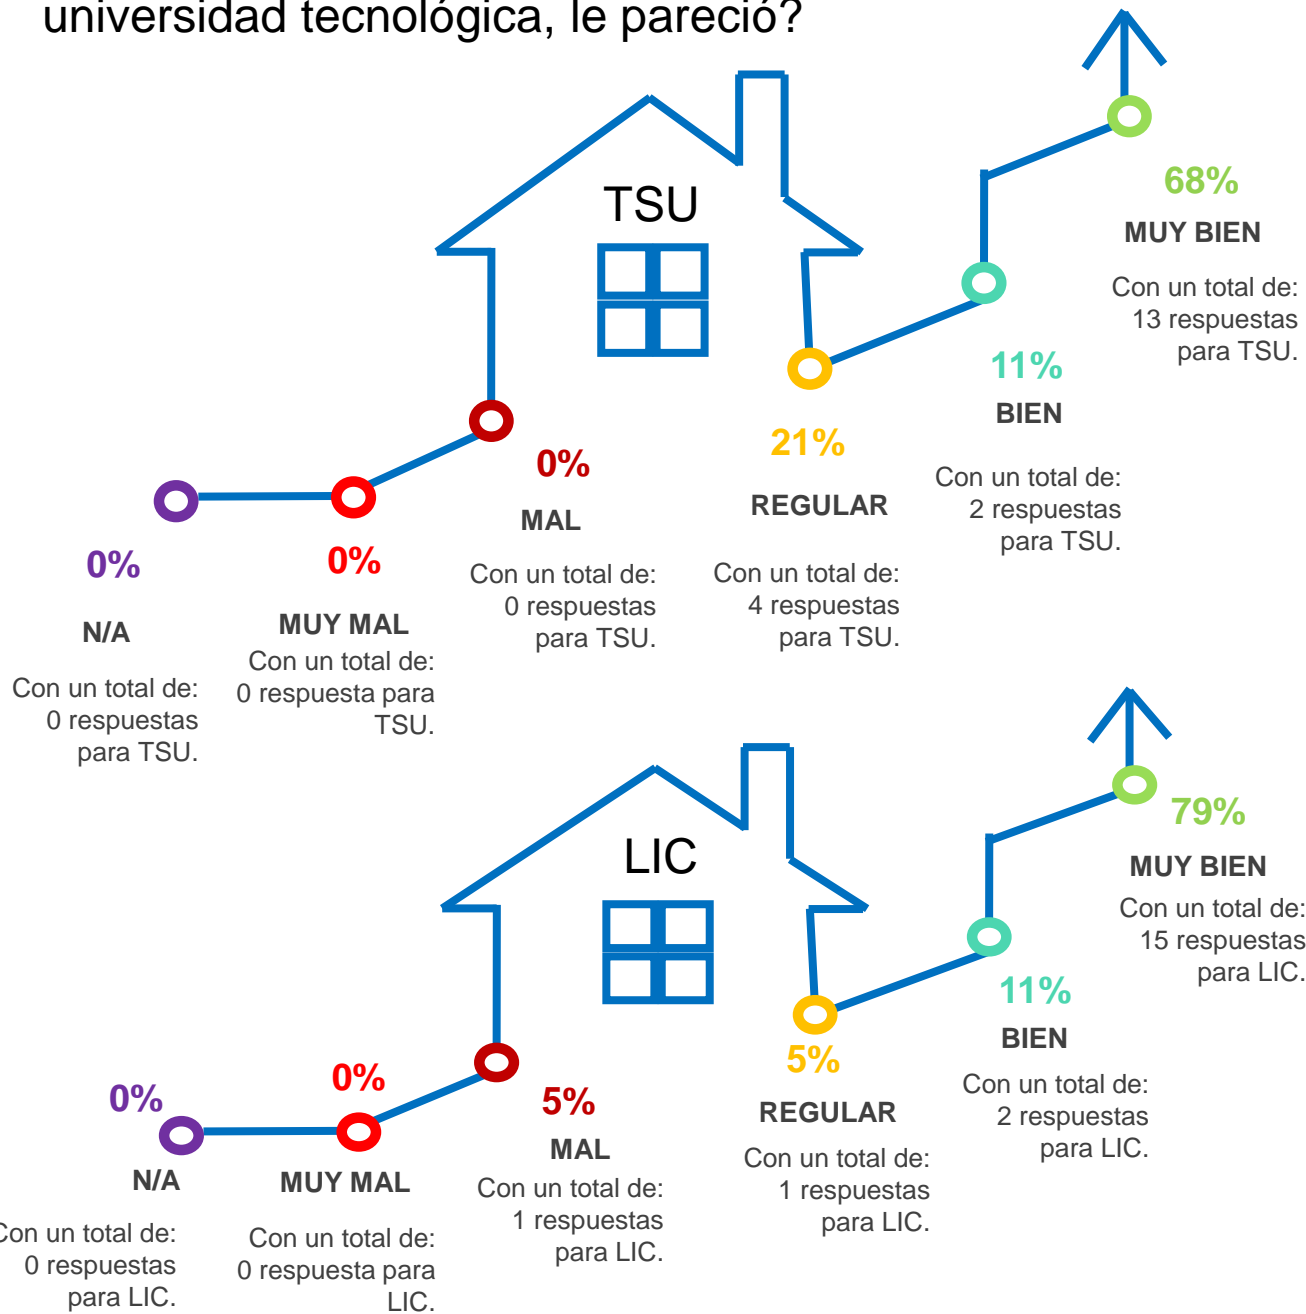 universidad tecnológica, le pareció?
TSU
68%
MUY BIEN
Con un total de:
13 respuestas
para TSU.
11%
BIEN
Con un total de:
2 respuestas
para TSU.
21%
REGULAR
Con un total de:
4 respuestas
para TSU.
0%
MAL
Con un total de:
0 respuestas
para TSU.
0%
MUY MAL
Con un total de:
0 respuesta para
TSU.
0%
N/A
Con un total de:
0 respuestas
para TSU.
LIC
79%
MUY BIEN
Con un total de:
15 respuestas
para LIC.
11%
BIEN
Con un total de:
2 respuestas
para LIC.
5%
REGULAR
Con un total de:
1 respuestas
para LIC.
5%
MAL
Con un total de:
1 respuestas
para LIC.
0%
MUY MAL
Con un total de:
0 respuesta para
LIC.
0%
N/A
Con un total de:
0 respuestas
para LIC.